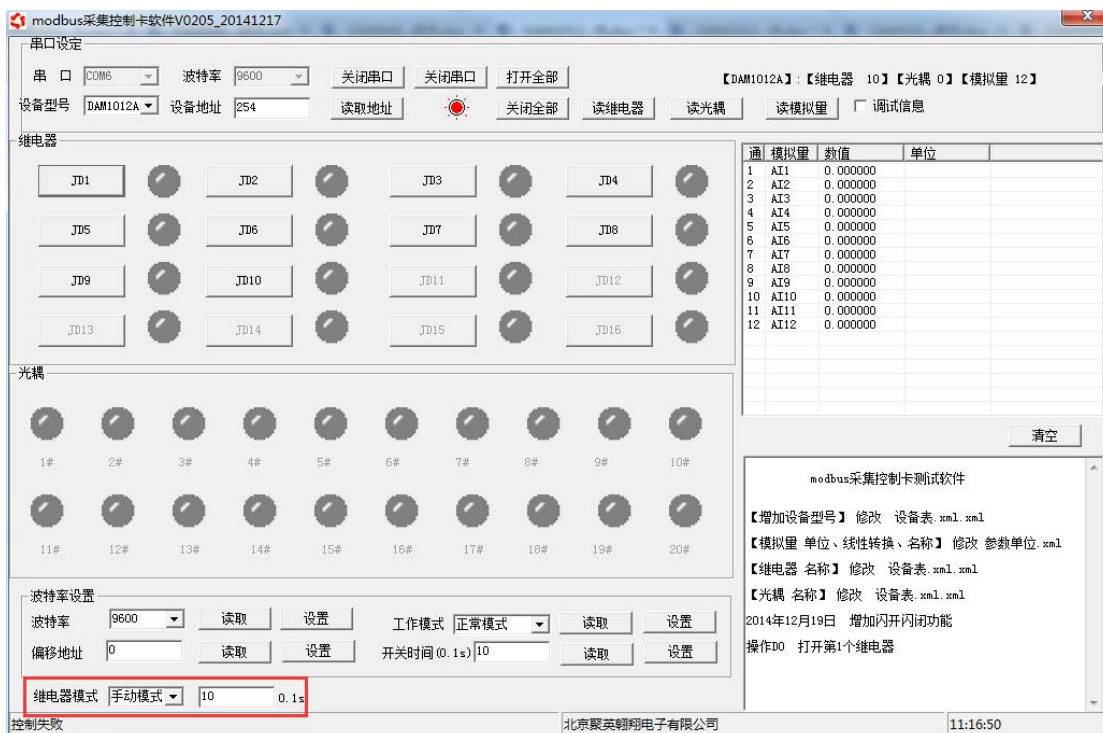 modbus采集控制卡软件V0205_20141217
串口设定
串 口 COM6 波特率 9600 关闭串口 关闭串口 打开全部 【DAM1012A】:【继电器 10】【光耦 0】【模拟量 12】
设备型号 DAM1012A 设备地址 254 读取地址 关闭全部 读继电器 读光耦 读模拟量 调试信息
继电器
JD1 JD2 JD3 JD4
JD5 JD6 JD7 JD8
JD9 JD10 JD11 JD12
JD13 JD14 JD15 JD16
通 模拟量 数值 单位
1 AI1 0.000000
2 AI2 0.000000
3 AI3 0.000000
4 AI4 0.000000
5 AI5 0.000000
6 AI6 0.000000
7 AI7 0.000000
8 AI8 0.000000
9 AI9 0.000000
10 AI10 0.000000
11 AI11 0.000000
12 AI12 0.000000
光耦
1# 2# 3# 4# 5# 6# 7# 8# 9# 10#
11# 12# 13# 14# 15# 16# 17# 18# 19# 20#
清空
modbus采集控制卡测试软件
【增加设备型号】 修改 设备表.xml.xml
【模拟量 单位、线性转换、名称】 修改 参数单位.xml
【继电器 名称】 修改 设备表.xml.xml
【光耦 名称】 修改 设备表.xml.xml
2014年12月19日 增加闪开闪闭功能
操作DO 打开第1个继电器
波特率设置
波特率 9600 读取 设置 工作模式 正常模式 读取 设置
偏移地址 0 读取 设置 开关时间(0.1s) 10 读取 设置
继电器模式 手动模式 10 0.1s
控制失败 北京聚英翱翔电子有限公司 11:16:50